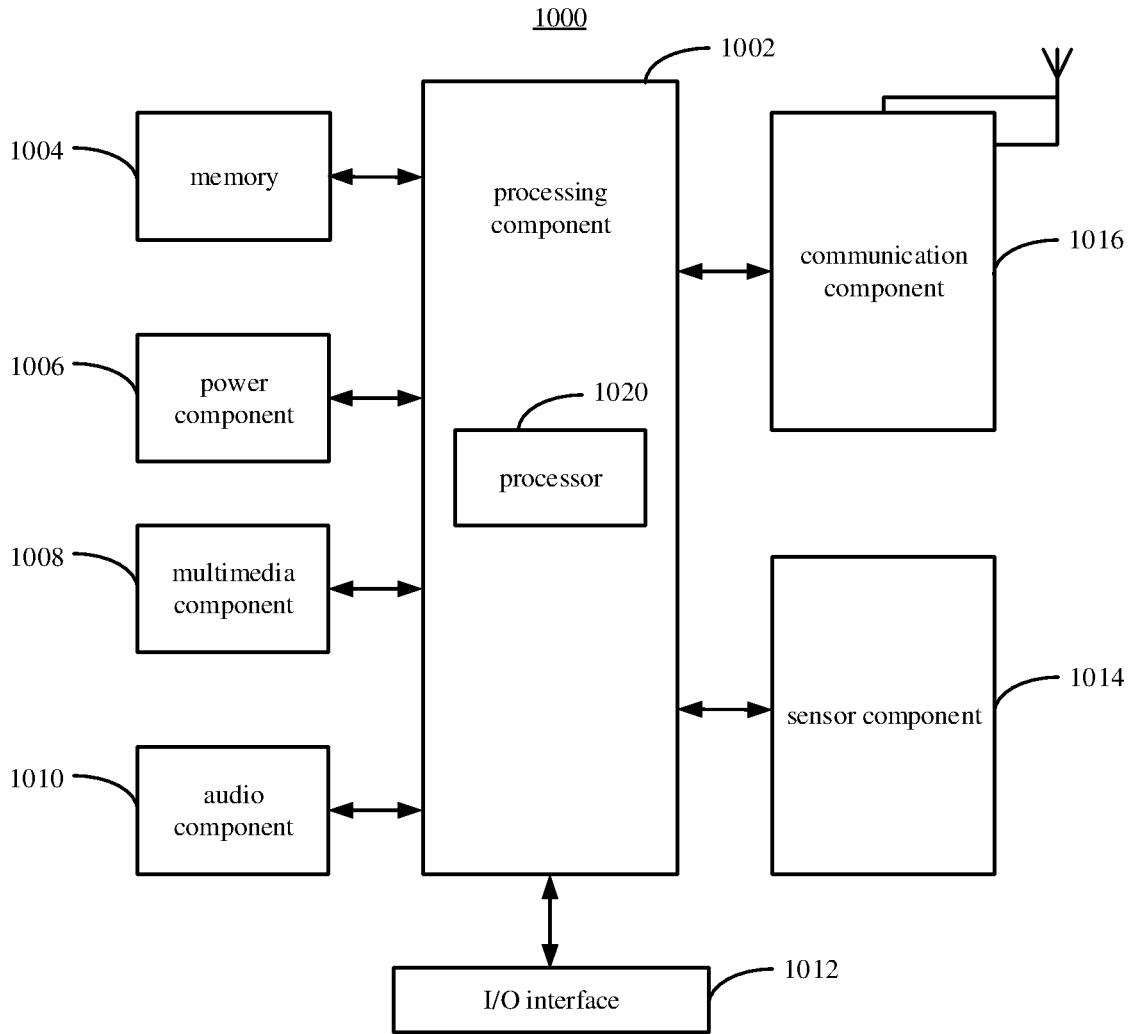 1000
1002
1004
memory
processing
component
communication
component
1016
1006
power
component
1020
processor
1008
multimedia
component
sensor component
1014
1010
audio
component
I/O interface
1012